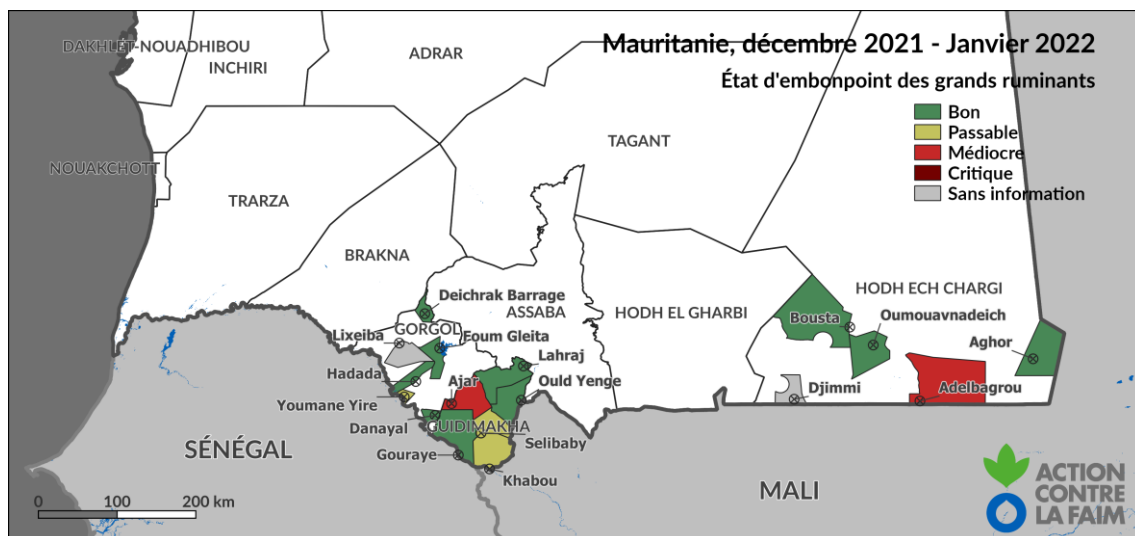 Mauritanie, décembre 2021 - Janvier 2022
État d'embonpoint des grands ruminants
Bon
Passable
Médiocre
Critique
Sans information
DAKHLET-NOUADHIBOU
INCHIRI
ADRAR
TAGANT
NOUAKCHOTT
TRARZA
BRAKNA
HODH ECH CHARGI
Deichrak Barrage
ASSABA
HODH EL GHARBI
Bousta
Oumouavnadeich
GORGOL
Lixeiba
Foum Gleita
Aghor
Lahraj
Hadada
Ajar
Ould Yenge
Djimmi
Adelbagrou
Youmane Yire
Danayal
GUIDIMAKHA
Selibaby
SÉNÉGAL
Gouraye
Khabou
MALI
0 100 200 km
ACTION
CONTRE
LA FAIM